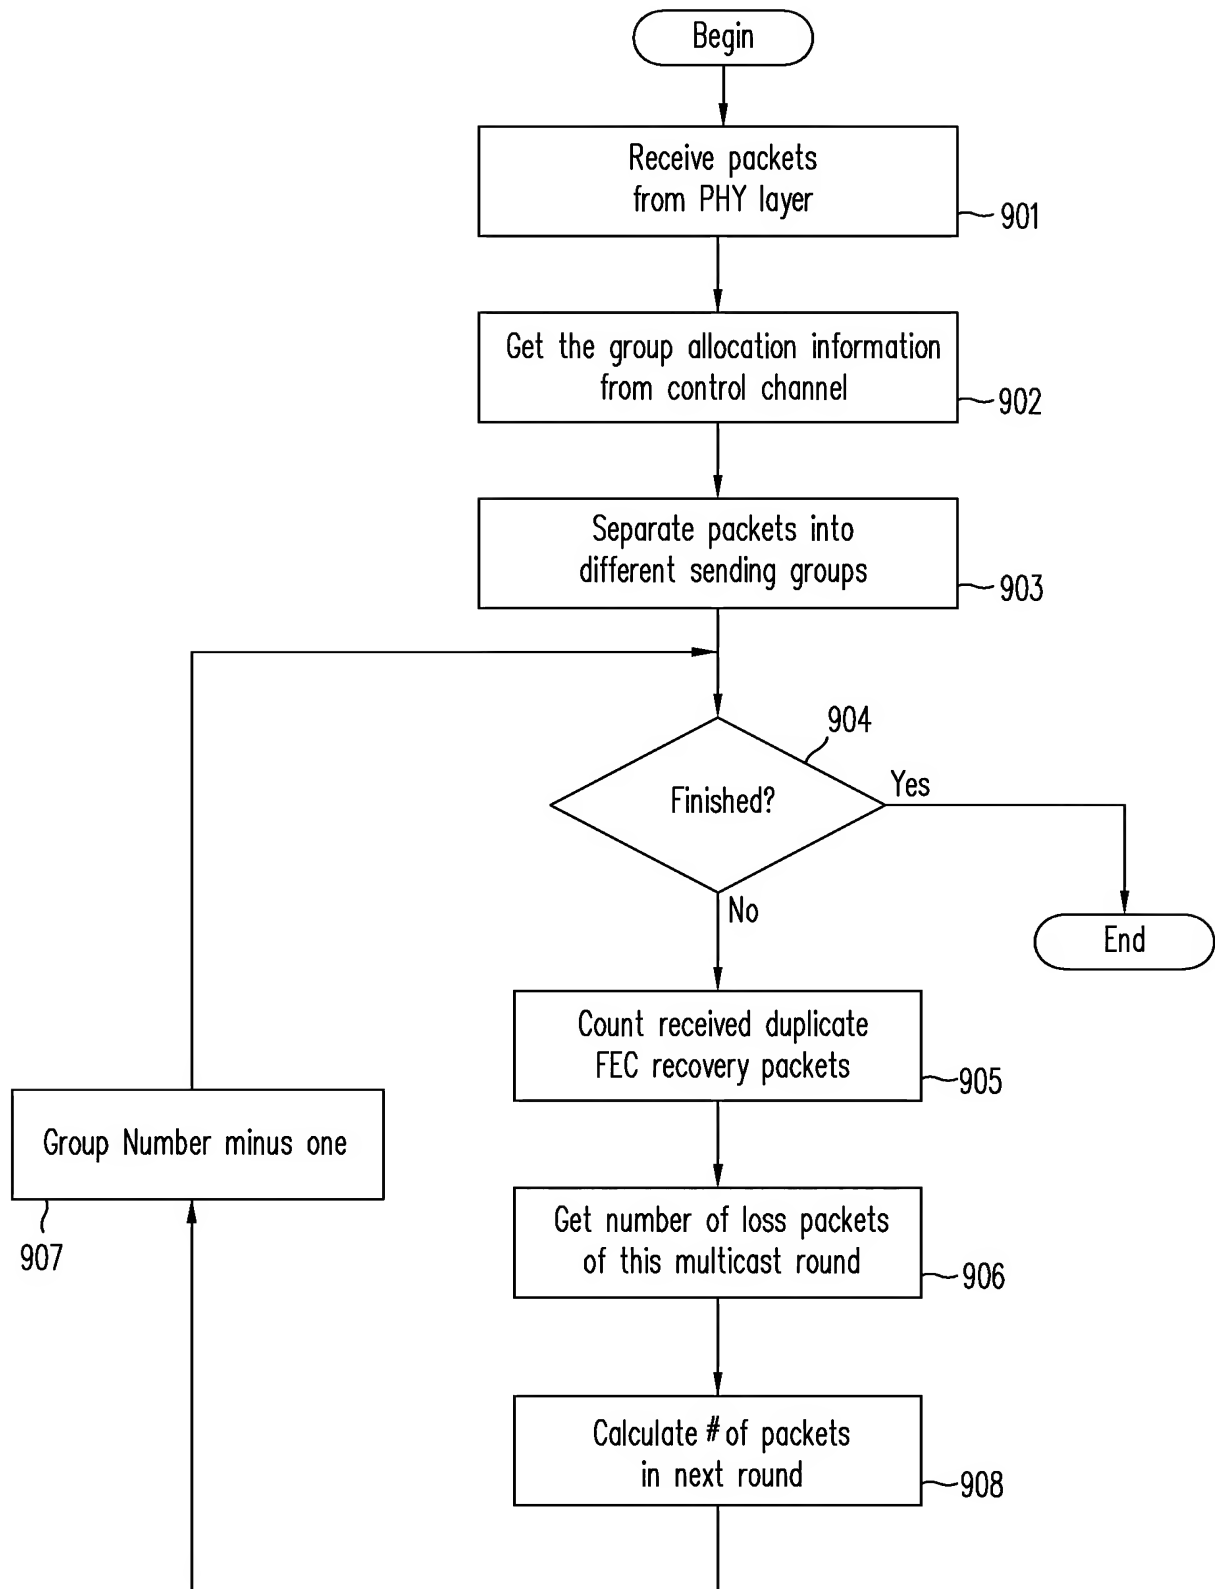 Begin
Receive packets
from PHY layer
901
Get the group allocation information
from control channel
902
Separate packets into
different sending groups
903
904
Finished?
Yes
No
End
Count received duplicate
FEC recovery packets
905
Group Number minus one
907
Get number of loss packets
of this multicast round
906
Calculate # of packets
in next round
908